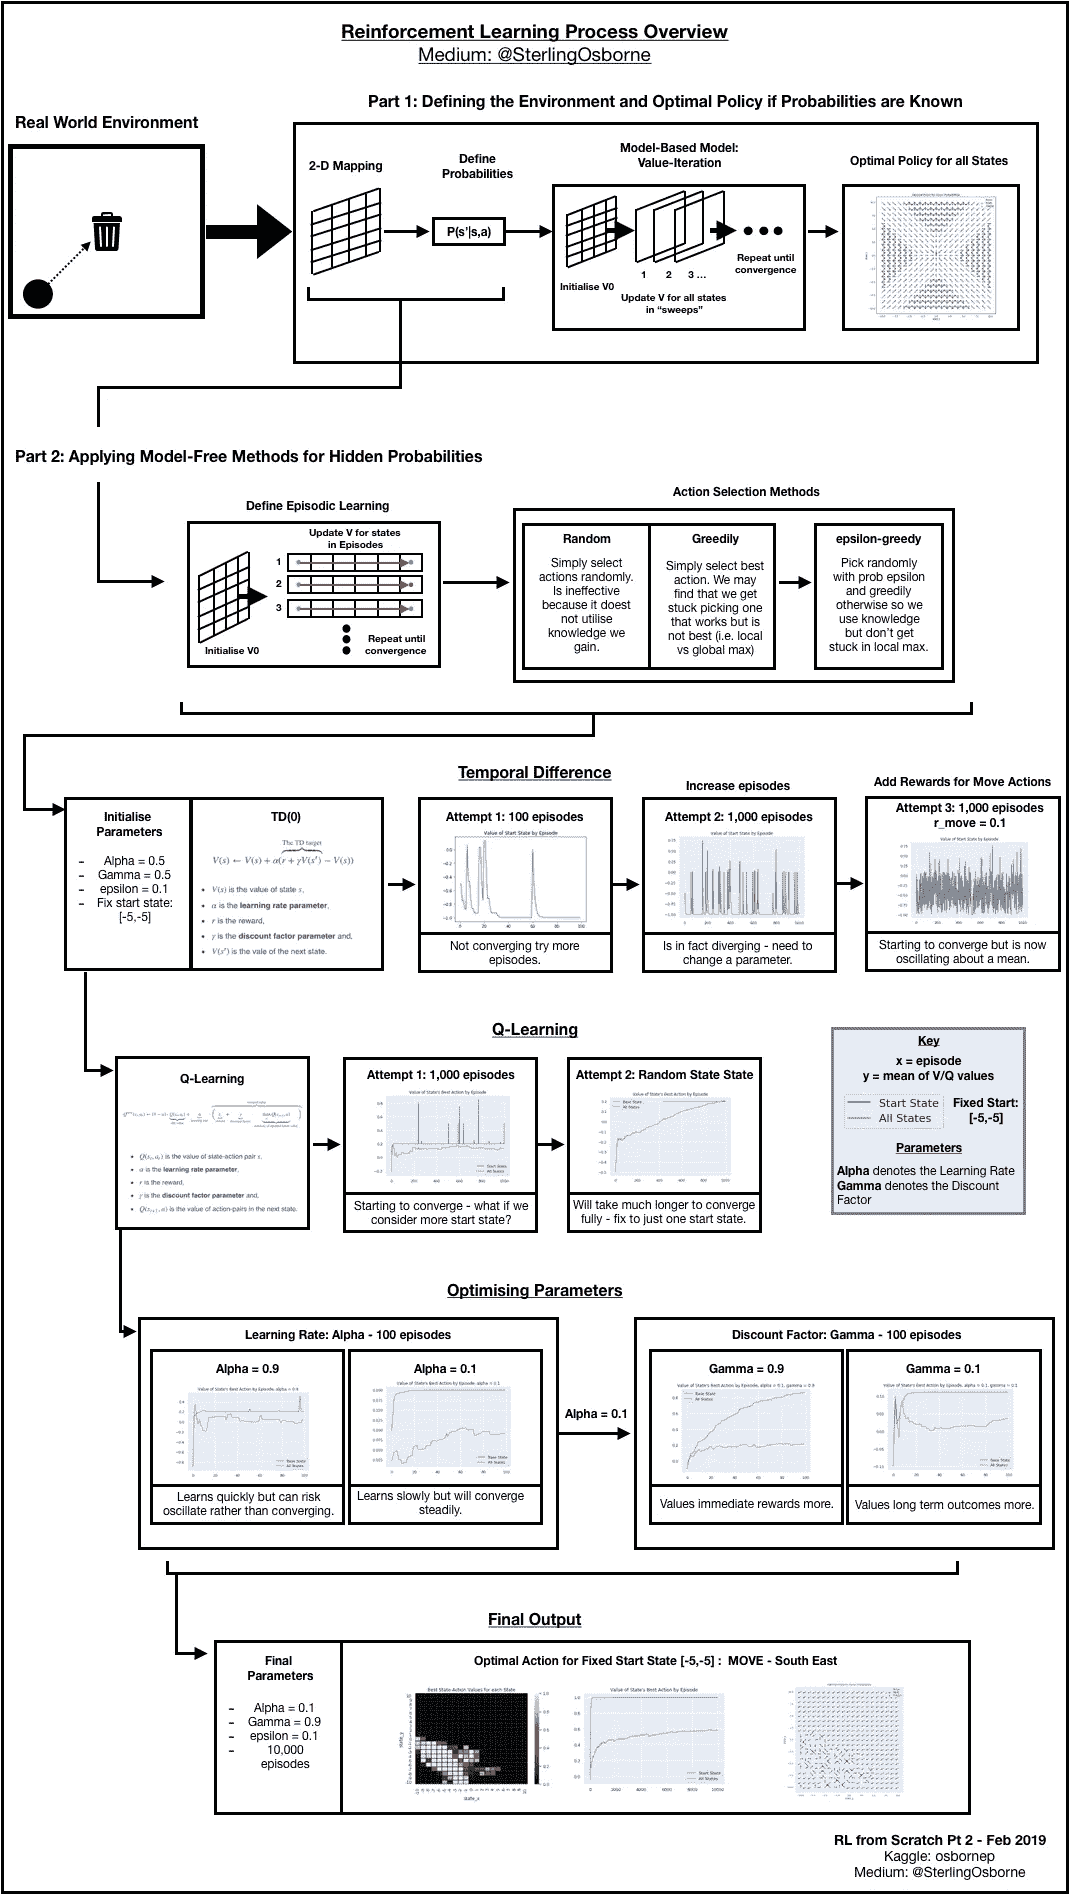 Reinforcement Learning Process Overview
Medium: @SterlingOsborne
Part 1: Defining the Environment and Optimal Policy if Probabilities are Known
Real World Environment
2-D Mapping
Define
Probabilities
P(s'|s,a)
Model-Based Model:
Value-Iteration
Initialise V0
1 2 3 ...
Update V for all states
in “sweeps”
Repeat until
convergence
Optimal Policy for all States
Part 2: Applying Model-Free Methods for Hidden Probabilities
Define Episodic Learning
Update V for states
in Episodes
1
2
3
Initialise V0
Repeat until
convergence
Action Selection Methods
Random
Simply select
actions randomly.
Is ineffective
because it doest
not utilise
knowledge we
gain.
Greedily
Simply select best
action. We may
find that we get
stuck picking one
that works but is
not best (i.e. local
vs global max)
epsilon-greedy
Pick randomly
with prob epsilon
and greedily
otherwise so we
use knowledge
but don't get
stuck in local max.
Temporal Difference
Initialise
Parameters
- Alpha = 0.5
- Gamma = 0.5
- epsilon = 0.1
- Fix start state:
[-5,-5]
TD(0)
The TD target
V(s) ← V(s) + α(r + γV(s') − V(s))
• V(s) is the value of state s,
• α is the learning rate parameter,
• r is the reward,
• γ is the discount factor parameter and,
• V(s') is the vale of the next state.
Attempt 1: 100 episodes
Value of Start State by Episode
Not converging try more
episodes.
Increase episodes
Attempt 2: 1,000 episodes
Value of Start State by Episode
Is in fact diverging - need to
change a parameter.
Add Rewards for Move Actions
Attempt 3: 1,000 episodes
r_move = 0.1
Value of Start State by Episode
Starting to converge but is now
oscillating about a mean.
Q-Learning
Q-Learning
• Q(s_t, a_t) is the value of state-action pair s,
• α is the learning rate parameter,
• r is the reward,
• γ is the discount factor parameter and,
• Q(s_{t+1}, a) is the value of action-pairs in the next state.
Attempt 1: 1,000 episodes
Value of State's Best Action by Episode
Start State
All States
Starting to converge - what if we
consider more start state?
Attempt 2: Random State State
Value of State's Best Action by Episode
Start State
All States
Will take much longer to converge
fully - fix to just one start state.
Key
x = episode
y = mean of V/Q values
Start State
All States
Fixed Start:
[-5,-5]
Parameters
Alpha denotes the Learning Rate
Gamma denotes the Discount
Factor
Optimising Parameters
Learning Rate: Alpha - 100 episodes
Alpha = 0.9
Value of State's Best Action by Episode, alpha = 0.9
Base State
All States
Learns quickly but can risk
oscillate rather than converging.
Alpha = 0.1
Value of State's Best Action by Episode, alpha = 0.1
Base State
All States
Learns slowly but will converge
steadily.
Alpha = 0.1
Discount Factor: Gamma - 100 episodes
Gamma = 0.9
Value of State's Best Action by Episode, alpha = 0.1, gamma = 0.9
Base State
All States
Values immediate rewards more.
Gamma = 0.1
Value of State's Best Action by Episode, alpha = 0.1, gamma = 0.1
Base State
All States
Values long term outcomes more.
Final Output
Final
Parameters
- Alpha = 0.1
- Gamma = 0.9
- epsilon = 0.1
- 10,000
episodes
Optimal Action for Fixed Start State [-5,-5] : MOVE - South East
Best State Action Values for each State
state_y
state_x
Value of State's Best Action by Episode
Start State
All States
RL from Scratch Pt 2 - Feb 2019
Kaggle: osbornep
Medium: @SterlingOsborne